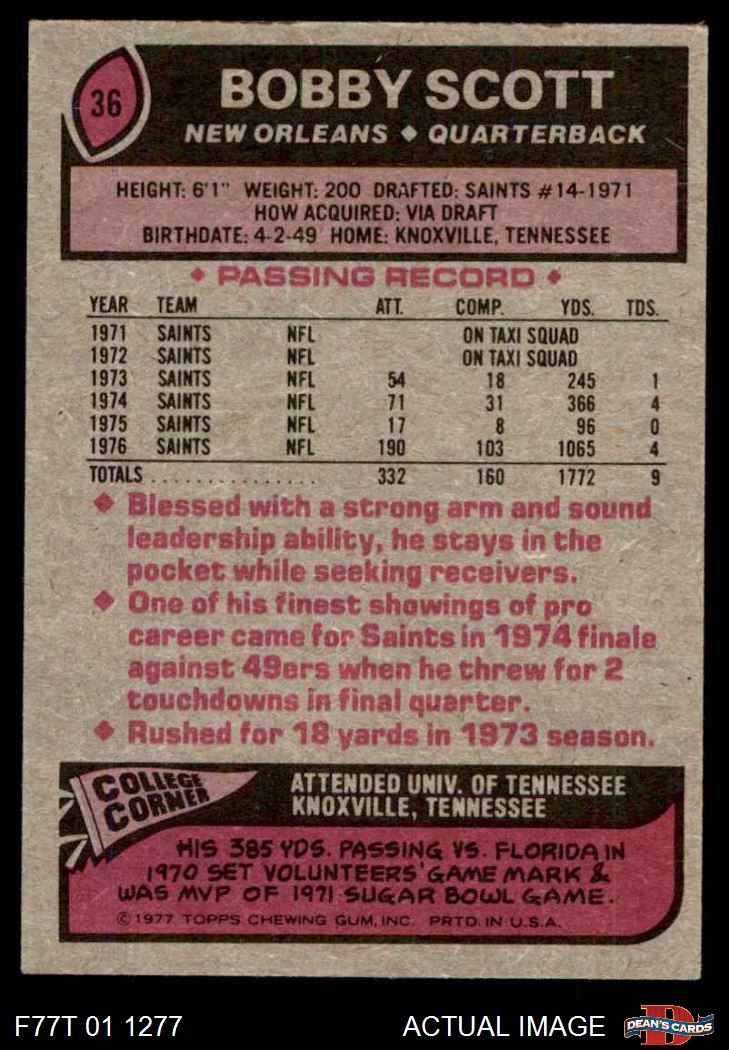 36
BOBBY SCOTT
NEW ORLEANS ♦ QUARTERBACK
HEIGHT: 6'1" WEIGHT: 200 DRAFTED: SAINTS #14-1971
HOW ACQUIRED: VIA DRAFT
BIRTHDATE: 4-2-49 HOME: KNOXVILLE, TENNESSEE
♦ PASSING RECORD ♦
YEAR TEAM ATT. COMP. YDS. TDS.
1971 SAINTS NFL ON TAXI SQUAD
1972 SAINTS NFL ON TAXI SQUAD
1973 SAINTS NFL 54 18 245 1
1974 SAINTS NFL 71 31 366 4
1975 SAINTS NFL 17 8 96 0
1976 SAINTS NFL 190 103 1065 4
TOTALS ............... 332 160 1772 9
♦ Blessed with a strong arm and sound
leadership ability, he stays in the
pocket while seeking receivers.
♦ One of his finest showings of pro
career came for Saints in 1974 finale
against 49ers when he threw for 2
touchdowns in final quarter.
♦ Rushed for 18 yards in 1973 season.
COLLEGE
CORNER
ATTENDED UNIV. OF TENNESSEE
KNOXVILLE, TENNESSEE
HIS 385 YDS. PASSING VS. FLORIDA IN
1970 SET VOLUNTEERS' GAME MARK &
WAS MVP OF 1971 SUGAR BOWL GAME.
© 1977 TOPPS CHEWING GUM, INC. PRTD. IN U.S.A.
F77T 01 1277
ACTUAL IMAGE
D
DEAN'S CARDS